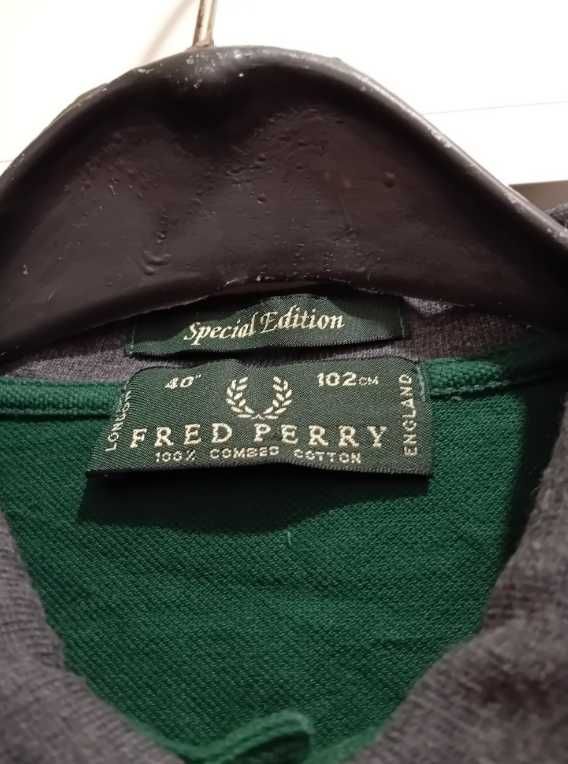 Special Edition
40" 102CM
LONDON
FRED PERRY
ENGLAND
100% COMBED COTTON